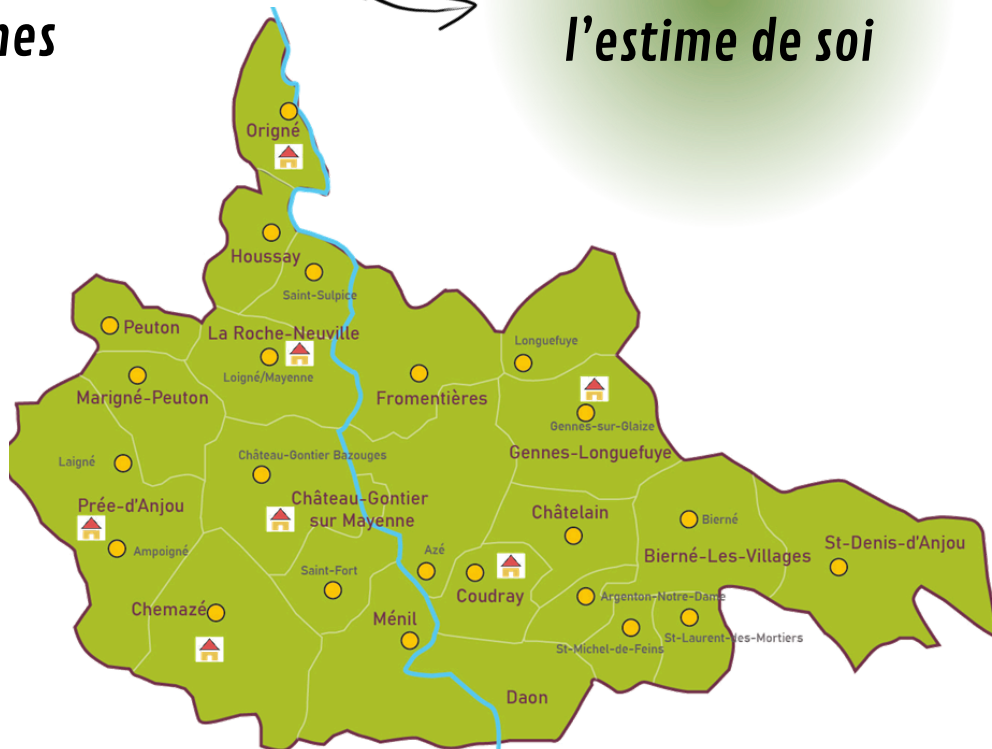 nes
l'estime de soi
Origné
Houssay
Saint-Sulpice
Peuton
La Roche-Neuville
Longuefuye
Loigné/Mayenne
Marigné-Peuton
Fromentières
Gennes-sur-Glaize
Gennes-Longuefuye
Laigné
Château-Gontier Bazouges
Château-Gontier
sur Mayenne
Prée-d'Anjou
Châtelain
Bierné
St-Denis-d'Anjou
Ampoigné
Azé
Bierné-Les-Villages
Saint-Fort
Coudray
Argenton-Notre-Dame
Chemazé
Ménil
St-Laurent-des-Mortiers
St-Michel-de-Feins
Daon